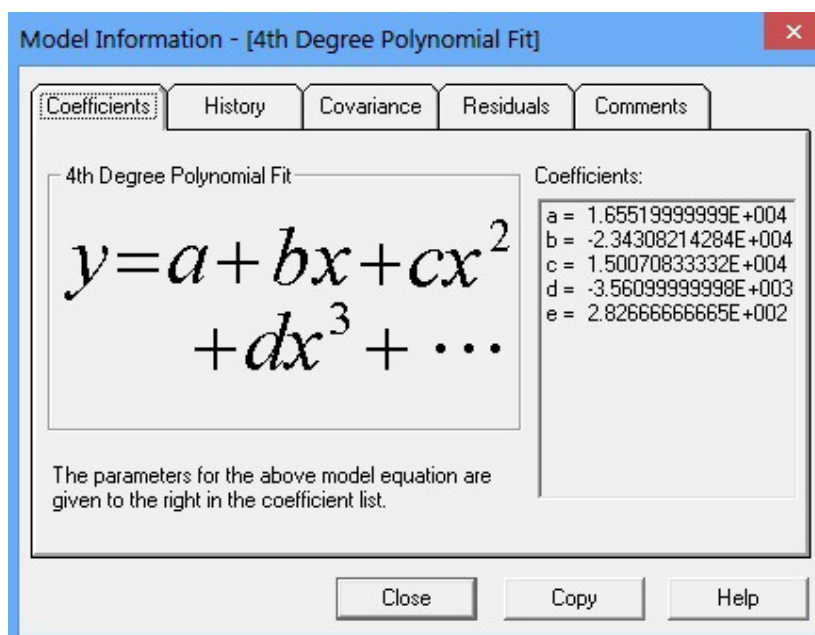 Model Information - [4th Degree Polynomial Fit]
Coefficients History Covariance Residuals Comments
4th Degree Polynomial Fit
y=a+bx+cx²
+dx³+⋯
The parameters for the above model equation are
given to the right in the coefficient list.
Coefficients:
a = 1.65519999999E+004
b = -2.34308214284E+004
c = 1.50070833332E+004
d = -3.56099999998E+003
e = 2.82666666665E+002
Close Copy Help